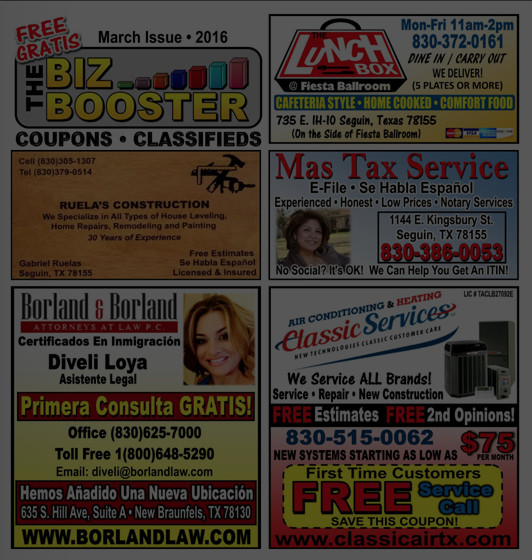 FREE
GRATIS
March Issue • 2016
THE
BIZ
BOOSTER
COUPONS • CLASSIFIEDS
THE
LUNCH
BOX
@ Fiesta Ballroom
Mon-Fri 11am-2pm
830-372-0161
DINE IN / CARRY OUT
WE DELIVER!
(5 PLATES OR MORE)
CAFETERIA STYLE • HOME COOKED • COMFORT FOOD
735 E. IH-10 Seguin, Texas 78155
(On the Side of Fiesta Ballroom)
Cell (830)305-1307
Tel (830)379-0514
RUELA'S CONSTRUCTION
We Specialize in All Types of House Leveling,
Home Repairs, Remodeling and Painting
30 Years of Experience
Gabriel Ruelas
Seguin, TX 78155
Free Estimates
Se Habla Español
Licensed & Insured
Mas Tax Service
E-File • Se Habla Español
Experienced • Honest • Low Prices • Notary Services
1144 E. Kingsbury St.
Seguin, TX 78155
830-386-0053
No Social? It's OK! We Can Help You Get An ITIN!
Borland & Borland
ATTORNEYS AT LAW P.C.
Certificados En Inmigración
Diveli Loya
Asistente Legal
Primera Consulta GRATIS!
Office (830)625-7000
Toll Free 1(800)648-5290
Email: diveli@borlandlaw.com
Hemos Añadido Una Nueva Ubicación
635 S. Hill Ave, Suite A • New Braunfels, TX 78130
WWW.BORLANDLAW.COM
LIC # TACLB27092E
AIR CONDITIONING & HEATING
Classic Services
NEW TECHNOLOGIES CLASSIC CUSTOMER CARE
We Service ALL Brands!
Service • Repair • New Construction
FREE Estimates FREE 2nd Opinions!
830-515-0062
NEW SYSTEMS STARTING AS LOW AS
$75
PER MONTH
First Time Customers
FREE Service
Call
SAVE THIS COUPON!
www.classicairtx.com